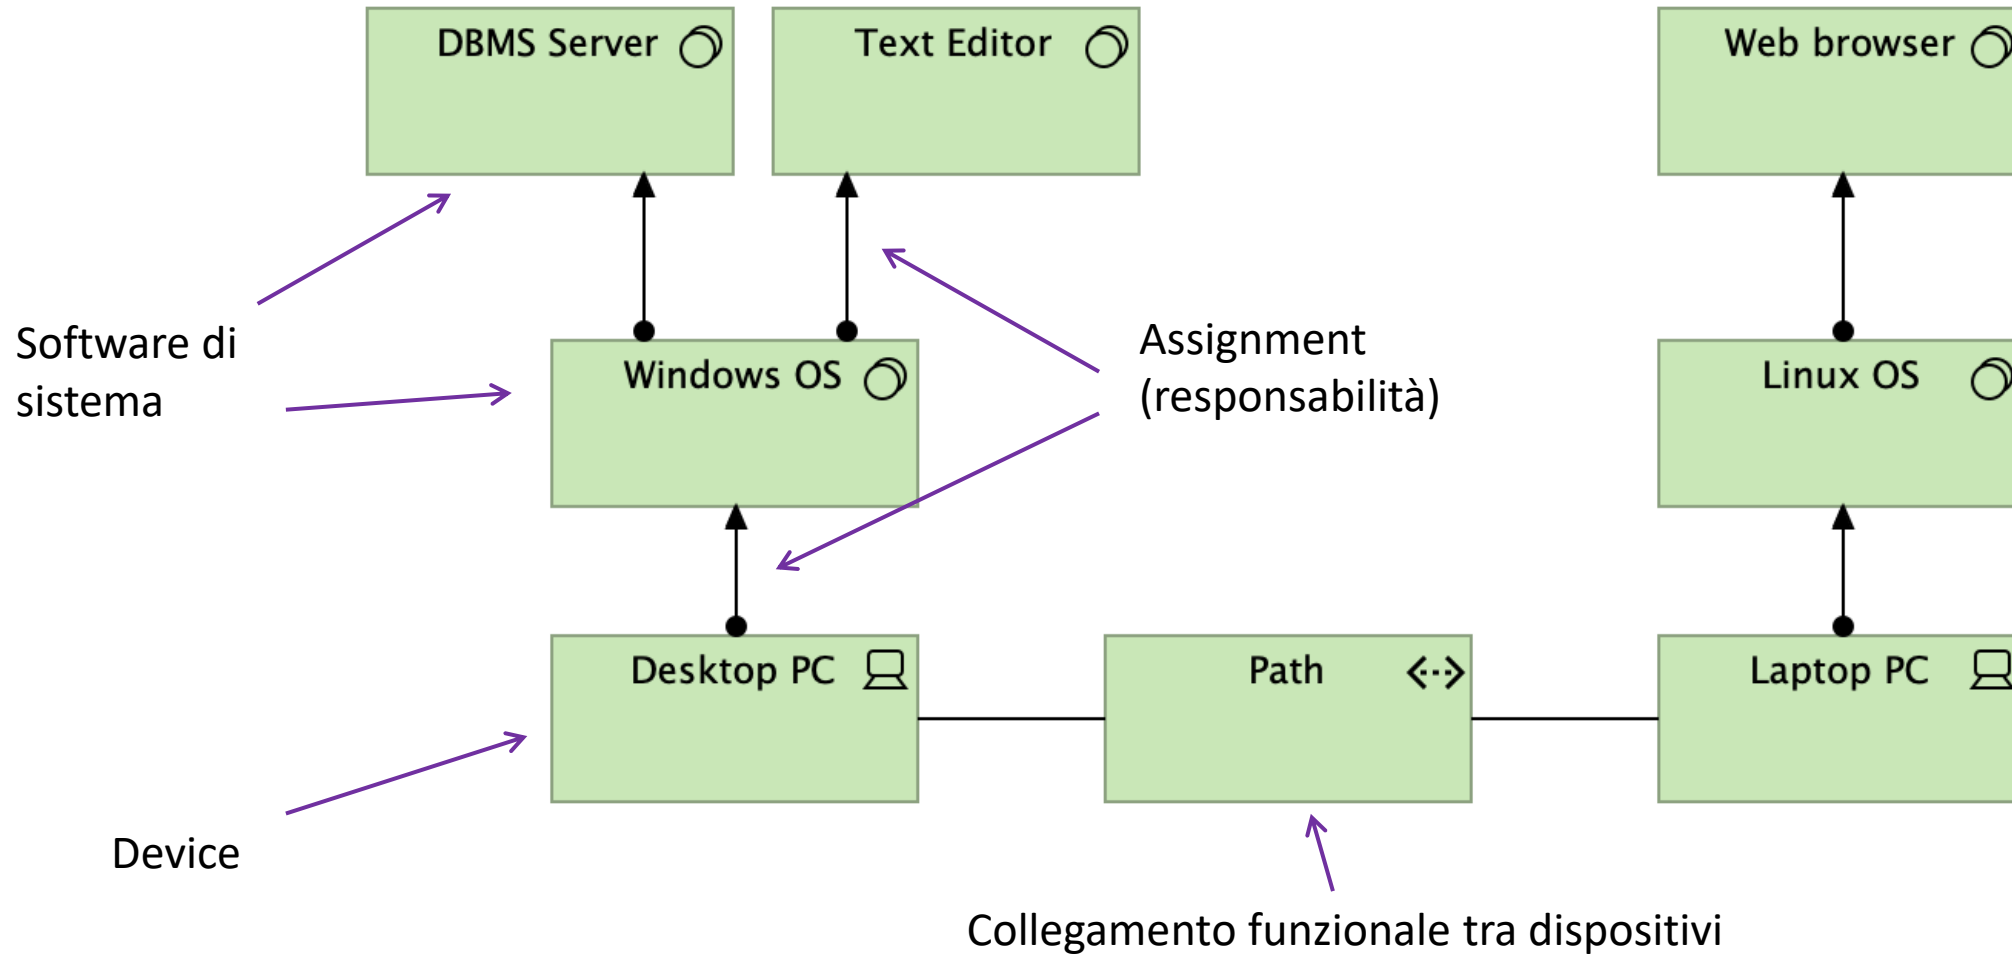 DBMS Server
Text Editor
Web browser
Software di
sistema
Windows OS
Assignment
(responsabilità)
Linux OS
Desktop PC
Path
Laptop PC
Device
Collegamento funzionale tra dispositivi